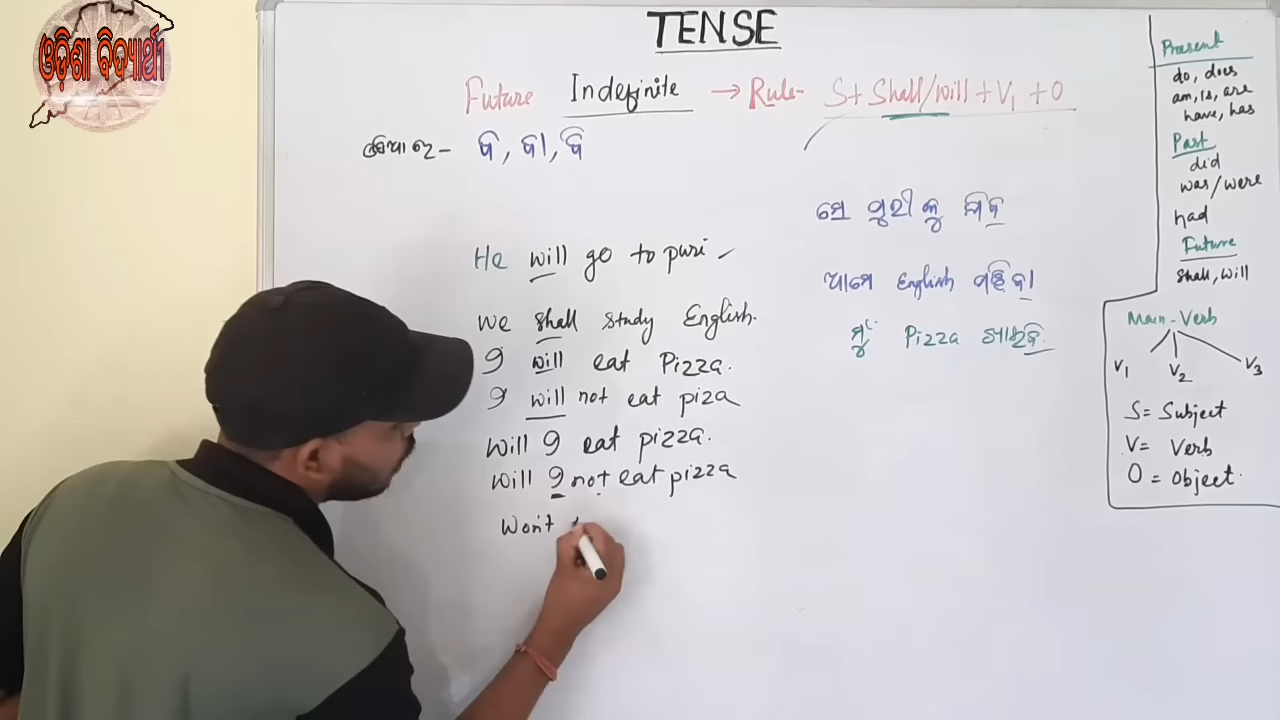 ଓଡ଼ିଶା ବିଦ୍ୟାର୍ଥୀ
TENSE
Future Indefinite → Rule- S+ Shall/will + V₁ + O
ବି, ବା, ବି
ସେ ପୁରୀ କୁ ଯିବ
He will go to puri
ଆମେ English ପଢ଼ିବା
We shall study English.
ମୁଁ Pizza ଖାଇବି
I will eat Pizza.
I will not eat piza
Will I eat pizza.
Will I not eat pizza
Won't
Present
do, does
am, is, are
have, has
Past
did
was/were
had
Future
Shall, will
Main-Verb
V₁ V₂ V₃
S= Subject
V= Verb
O = Object.